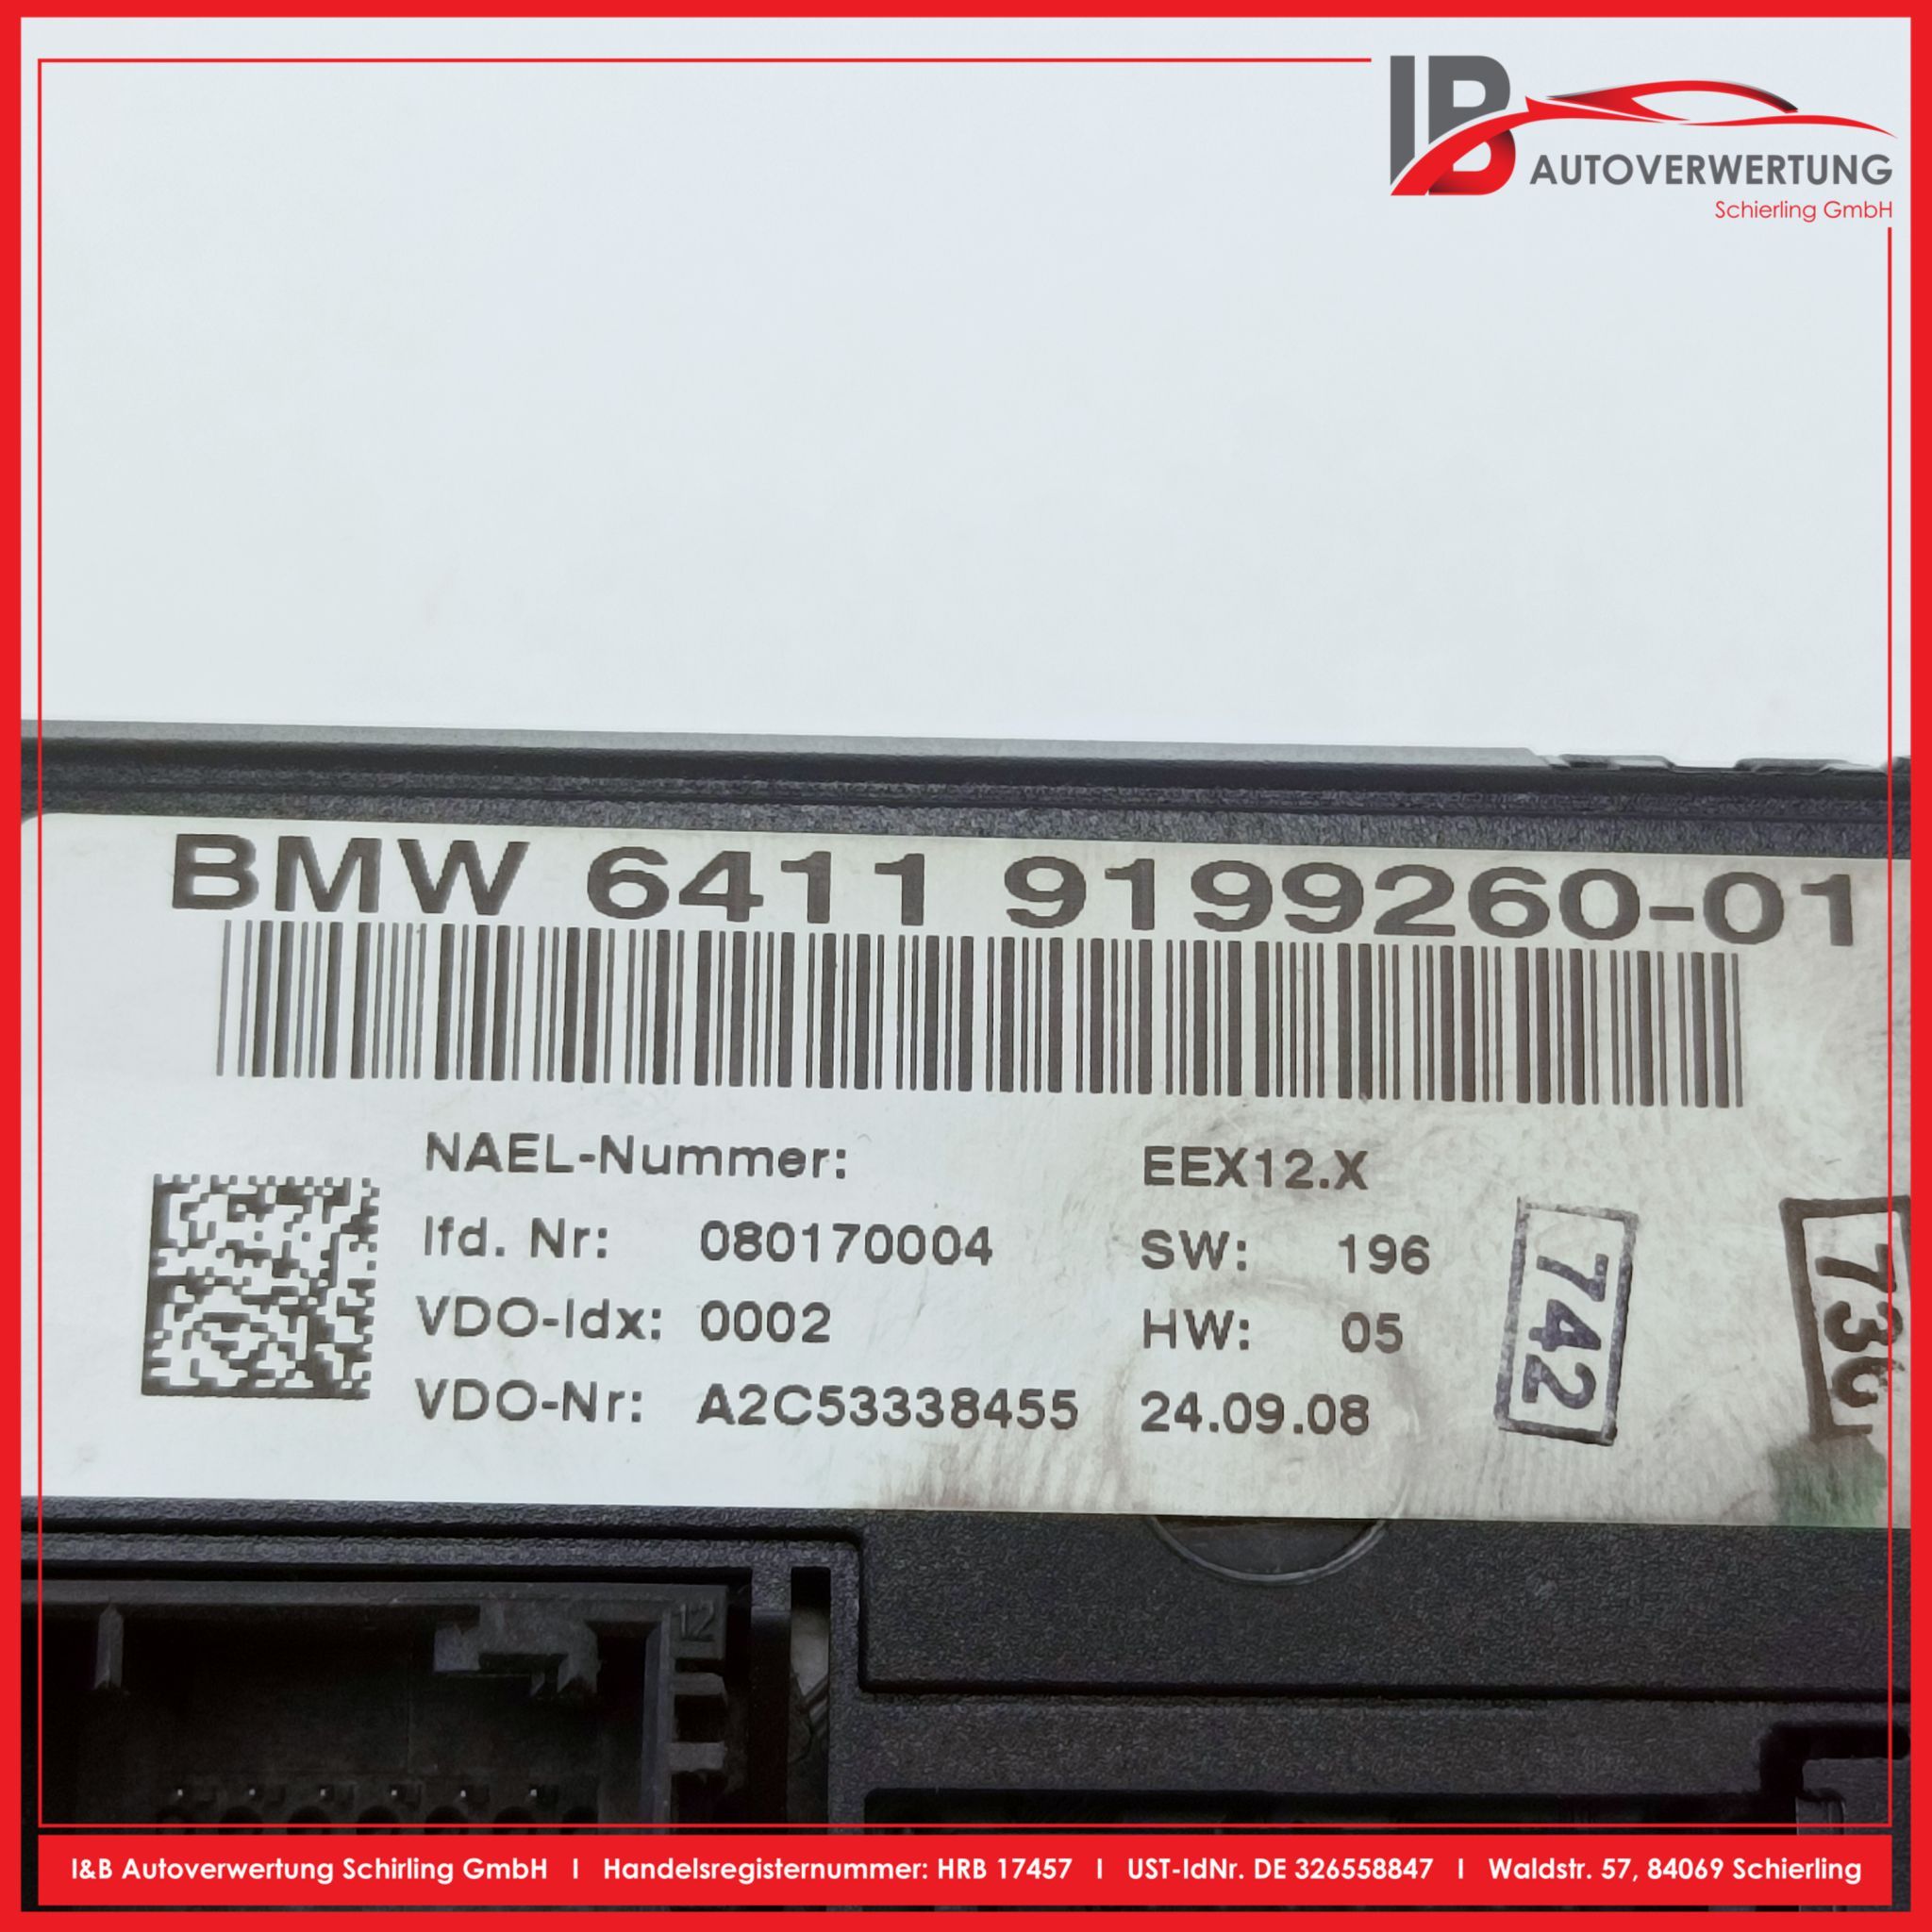 IB AUTOVERWERTUNG
Schierling GmbH
BMW 6411 9199260-01
NAEL-Nummer: EEX12.X
lfd. Nr: 080170004 SW: 196
VDO-Idx: 0002 HW: 05
VDO-Nr: A2C53338455 24.09.08
742
12
I&B Autoverwertung Schirling GmbH I Handelsregisternummer: HRB 17457 I UST-IdNr. DE 326558847 I Waldstr. 57, 84069 Schierling